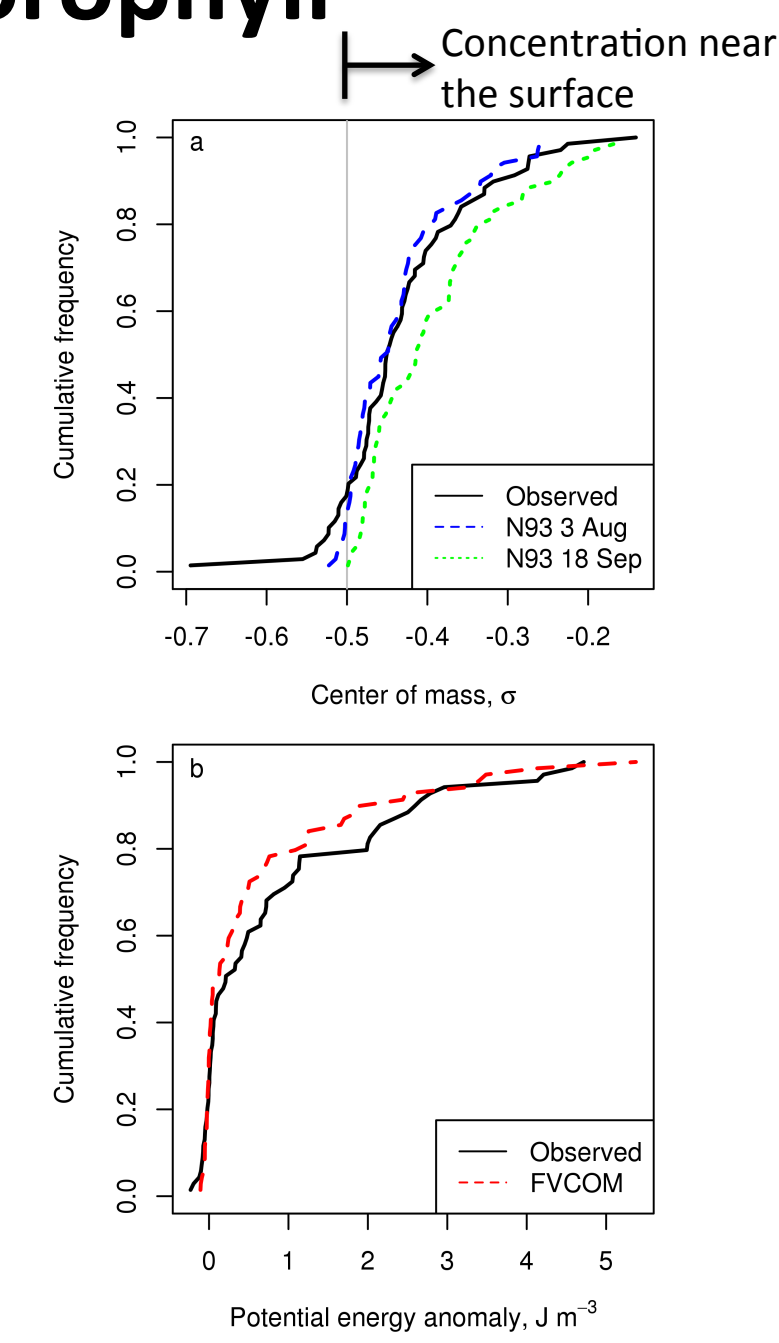 Concentration near
the surface
a
1.0
0.8
0.6
0.4
0.2
0.0
Cumulative frequency
Observed
N93 3 Aug
N93 18 Sep
-0.7 -0.6 -0.5 -0.4 -0.3 -0.2
Center of mass, σ
b
1.0
0.8
0.6
0.4
0.2
0.0
Cumulative frequency
Observed
FVCOM
0 1 2 3 4 5
Potential energy anomaly, J m⁻³